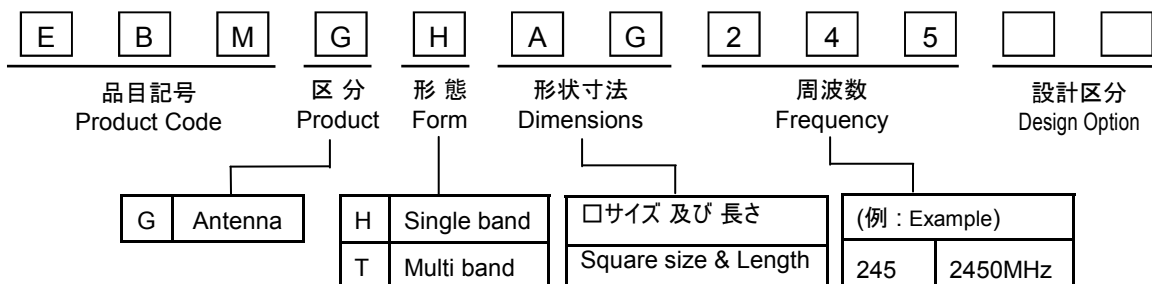 E B M G H A G 2 4 5
品目記号 区 分 形 態 形状寸法 周波数 設計区分
Product Code Product Form Dimensions Frequency Design Option
G Antenna
H Single band
T Multi band
□サイズ 及び 長さ
Square size & Length
(例 : Example)
245 2450MHz